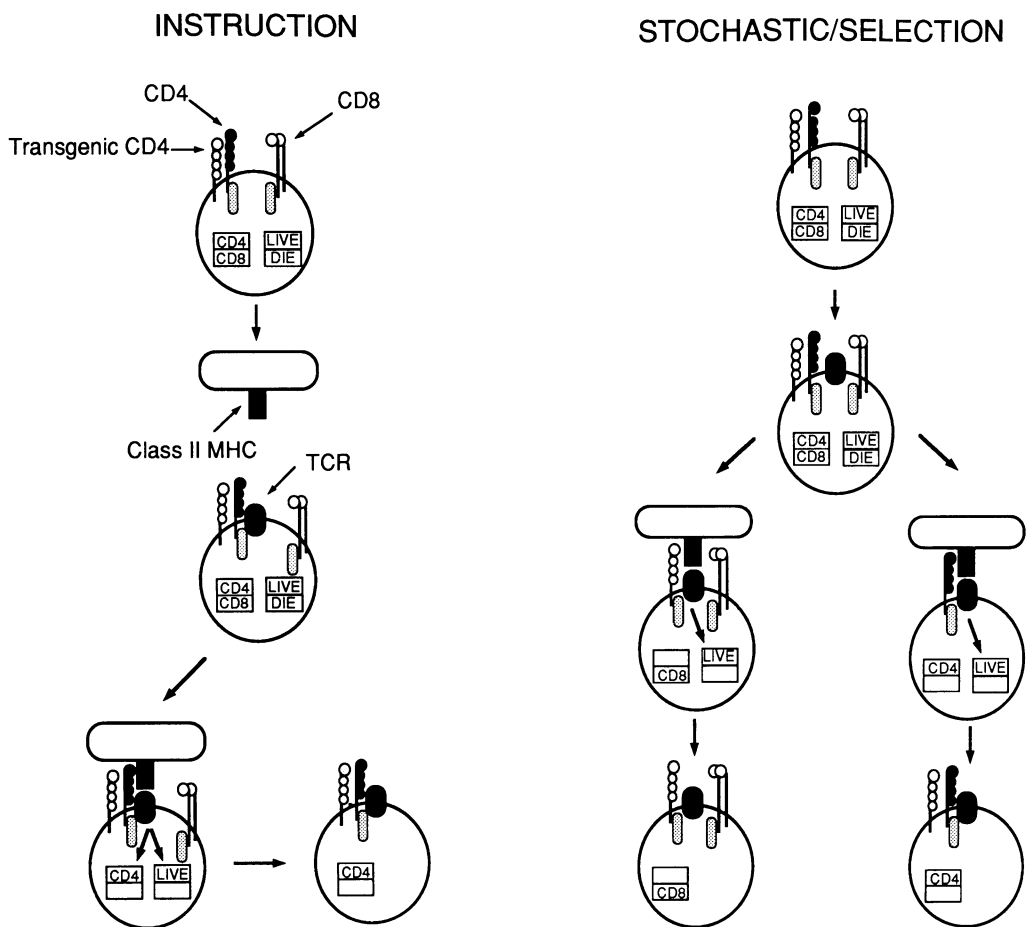 INSTRUCTION
CD4
CD8
Transgenic CD4
CD4
CD8
LIVE
DIE
Class II MHC
TCR
CD4
CD8
LIVE
DIE
CD4
LIVE
CD4
STOCHASTIC/SELECTION
CD4
CD8
LIVE
DIE
CD4
CD8
LIVE
DIE
CD8
LIVE
CD4
LIVE
CD8
CD4